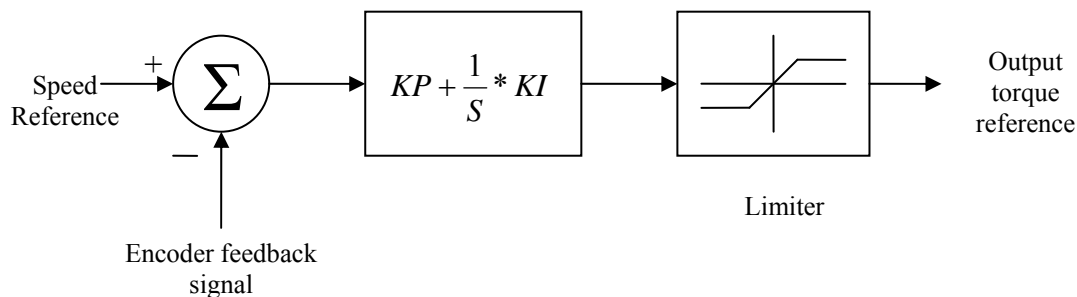 Speed
Reference
+
Σ
−
Encoder feedback
signal
KP + 1/S * KI
Limiter
Output
torque
reference